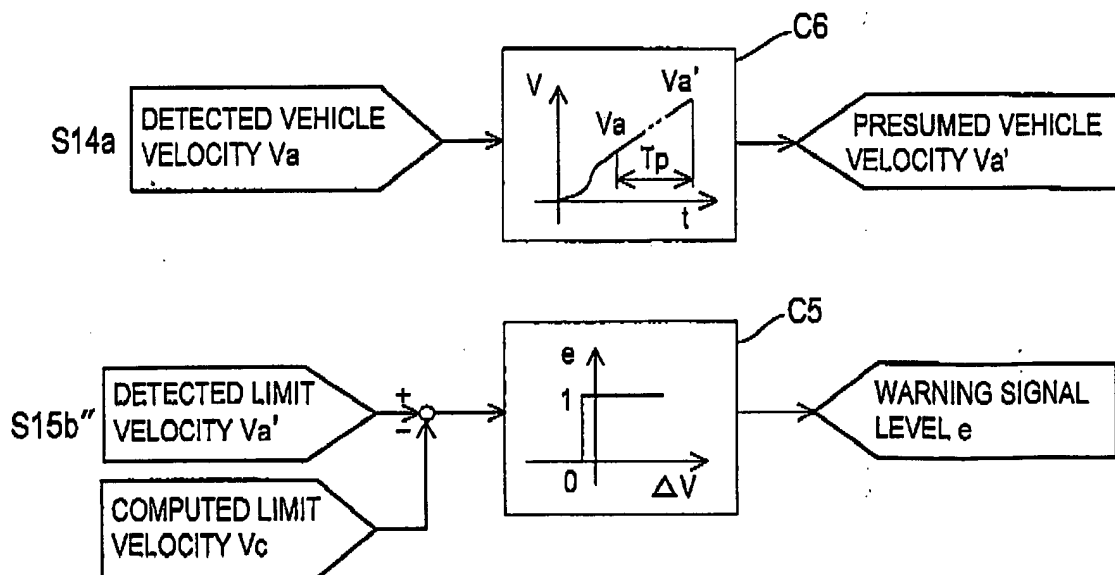 C6
S14a
DETECTED VEHICLE
VELOCITY Va
V
Va
Va'
Tp
t
PRESUMED VEHICLE
VELOCITY Va'
C5
S15b"
DETECTED LIMIT
VELOCITY Va'
+
−
COMPUTED LIMIT
VELOCITY Vc
e
1
0
ΔV
WARNING SIGNAL
LEVEL e